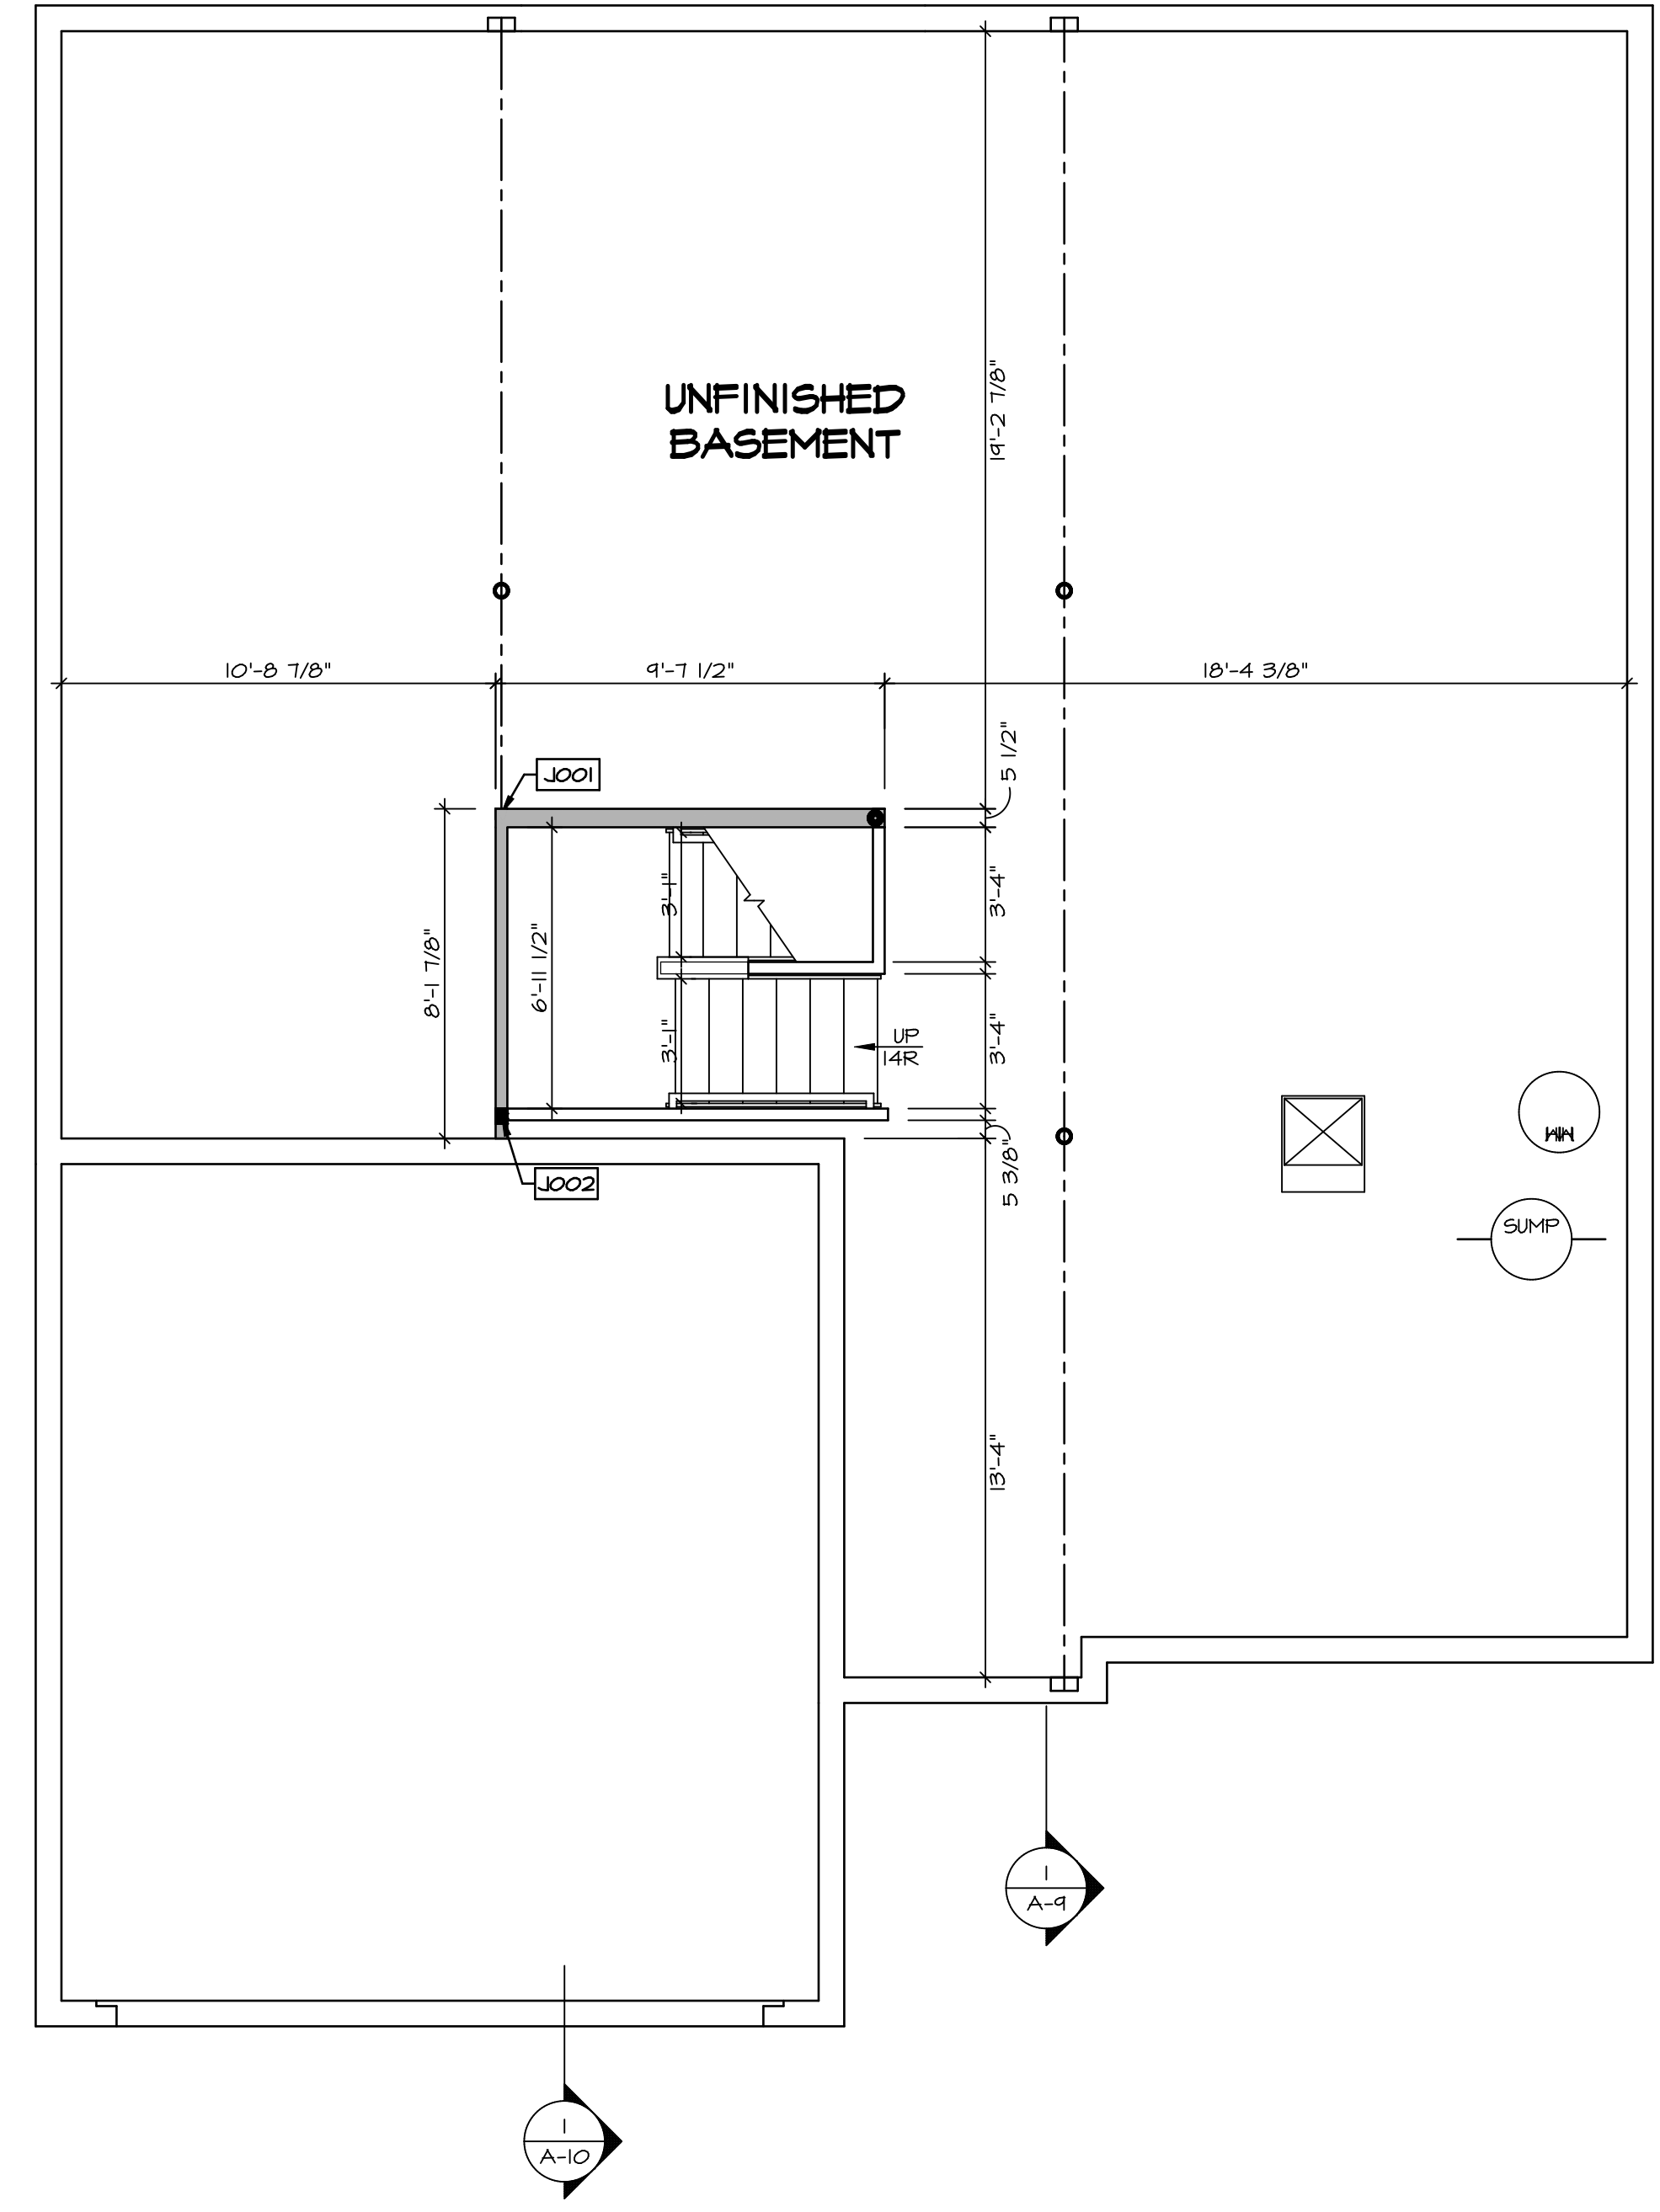 UNFINISHED
BASEMENT
19'-2 7/8"
10'-8 7/8"
9'-7 1/2"
18'-4 3/8"
5 1/2"
J001
3'-1"
3'-4"
8'-1 7/8"
6'-11 1/2"
3'-1"
UP
14R
3'-4"
5 3/8"
J002
SUMP
13'-4"
1
A-9
1
A-10